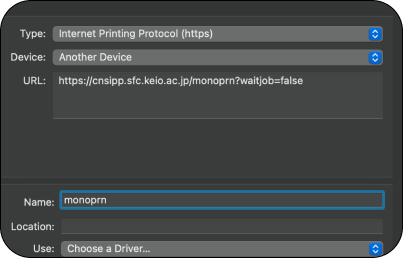 Type: Internet Printing Protocol (https)
Device: Another Device
URL: https://cnsipp.sfc.keio.ac.jp/monoprn?waitjob=false
Name: monoprn
Location:
Use: Choose a Driver...